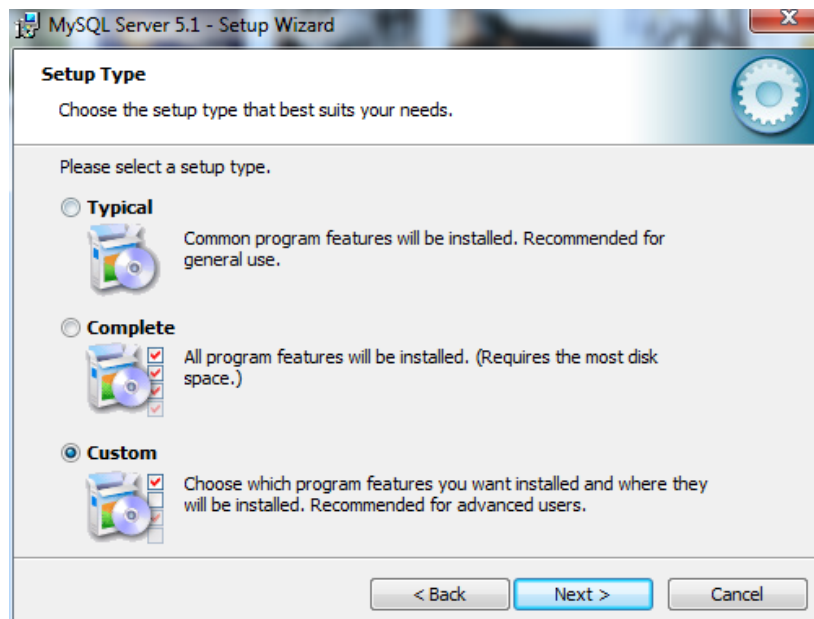 MySQL Server 5.1 - Setup Wizard
Setup Type
Choose the setup type that best suits your needs.
Please select a setup type.
Typical
Common program features will be installed. Recommended for
general use.
Complete
All program features will be installed. (Requires the most disk
space.)
Custom
Choose which program features you want installed and where they
will be installed. Recommended for advanced users.
< Back
Next >
Cancel